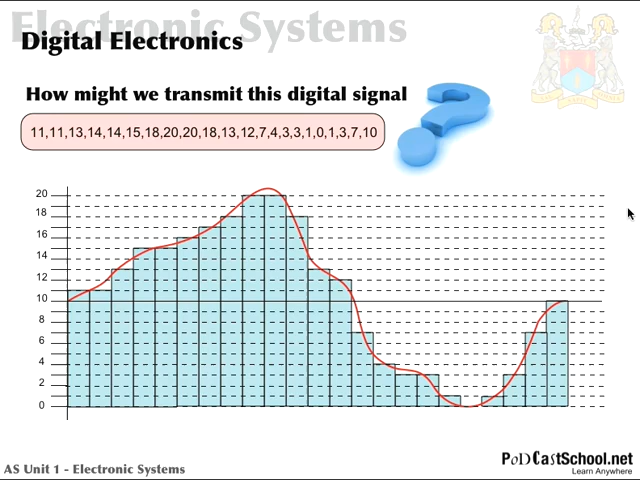 Electronic Systems
Digital Electronics
How might we transmit this digital signal
11,11,13,14,14,15,18,20,20,18,13,12,7,4,3,3,1,0,1,3,7,10
20
18
16
14
12
10
8
6
4
2
0
AS Unit 1 - Electronic Systems
PoDCastSchool.net
Learn Anywhere